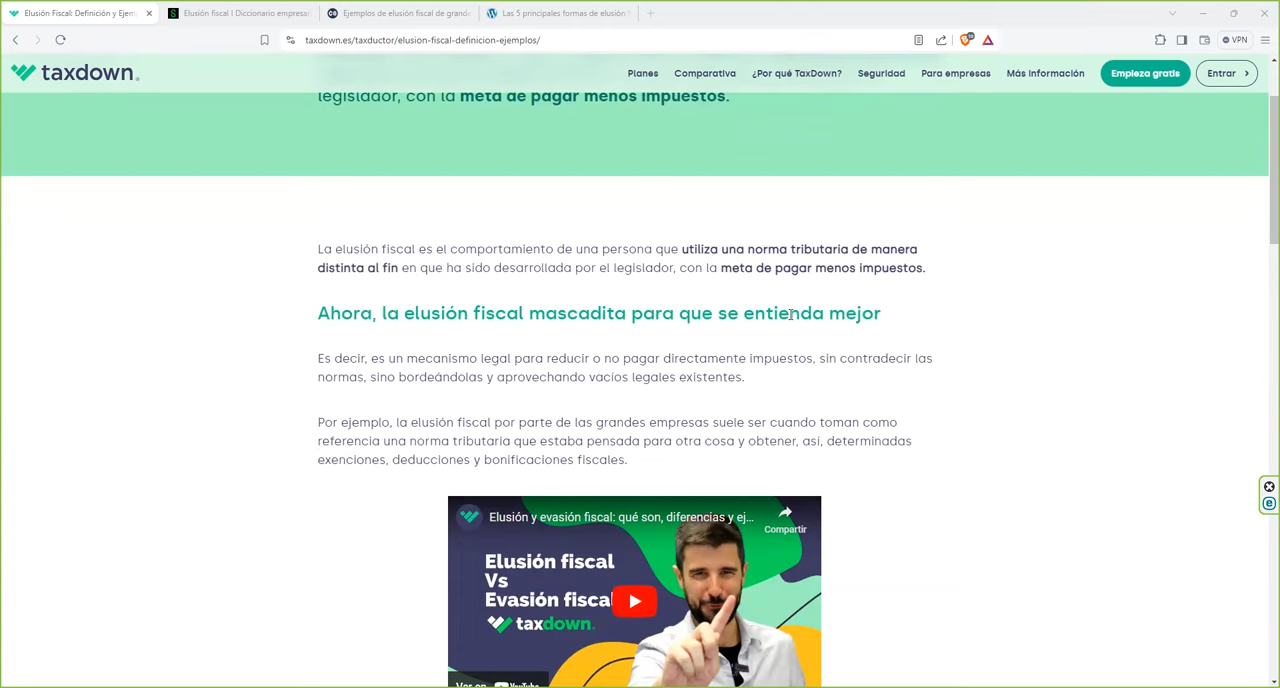 Elusión Fiscal: Definición y Ejem
Elusión fiscal | Diccionario empresari
Ejemplos de elusión fiscal de grande
Las 5 principales formas de elusión f
taxdown.es/taxductor/elusion-fiscal-definicion-ejemplos/
VPN
taxdown.
Planes
Comparativa
¿Por qué TaxDown?
Seguridad
Para empresas
Más Información
Empieza gratis
Entrar
legislador, con la meta de pagar menos impuestos.
La elusión fiscal es el comportamiento de una persona que utiliza una norma tributaria de manera
distinta al fin en que ha sido desarrollada por el legislador, con la meta de pagar menos impuestos.
Ahora, la elusión fiscal mascadita para que se entienda mejor
Es decir, es un mecanismo legal para reducir o no pagar directamente impuestos, sin contradecir las
normas, sino bordeándolas y aprovechando vacíos legales existentes.
Por ejemplo, la elusión fiscal por parte de las grandes empresas suele ser cuando toman como
referencia una norma tributaria que estaba pensada para otra cosa y obtener, así, determinadas
exenciones, deducciones y bonificaciones fiscales.
Elusión y evasión fiscal: qué son, diferencias y ej...
Compartir
Elusión fiscal
Vs
Evasión fiscal
taxdown.
Ver en YouTube